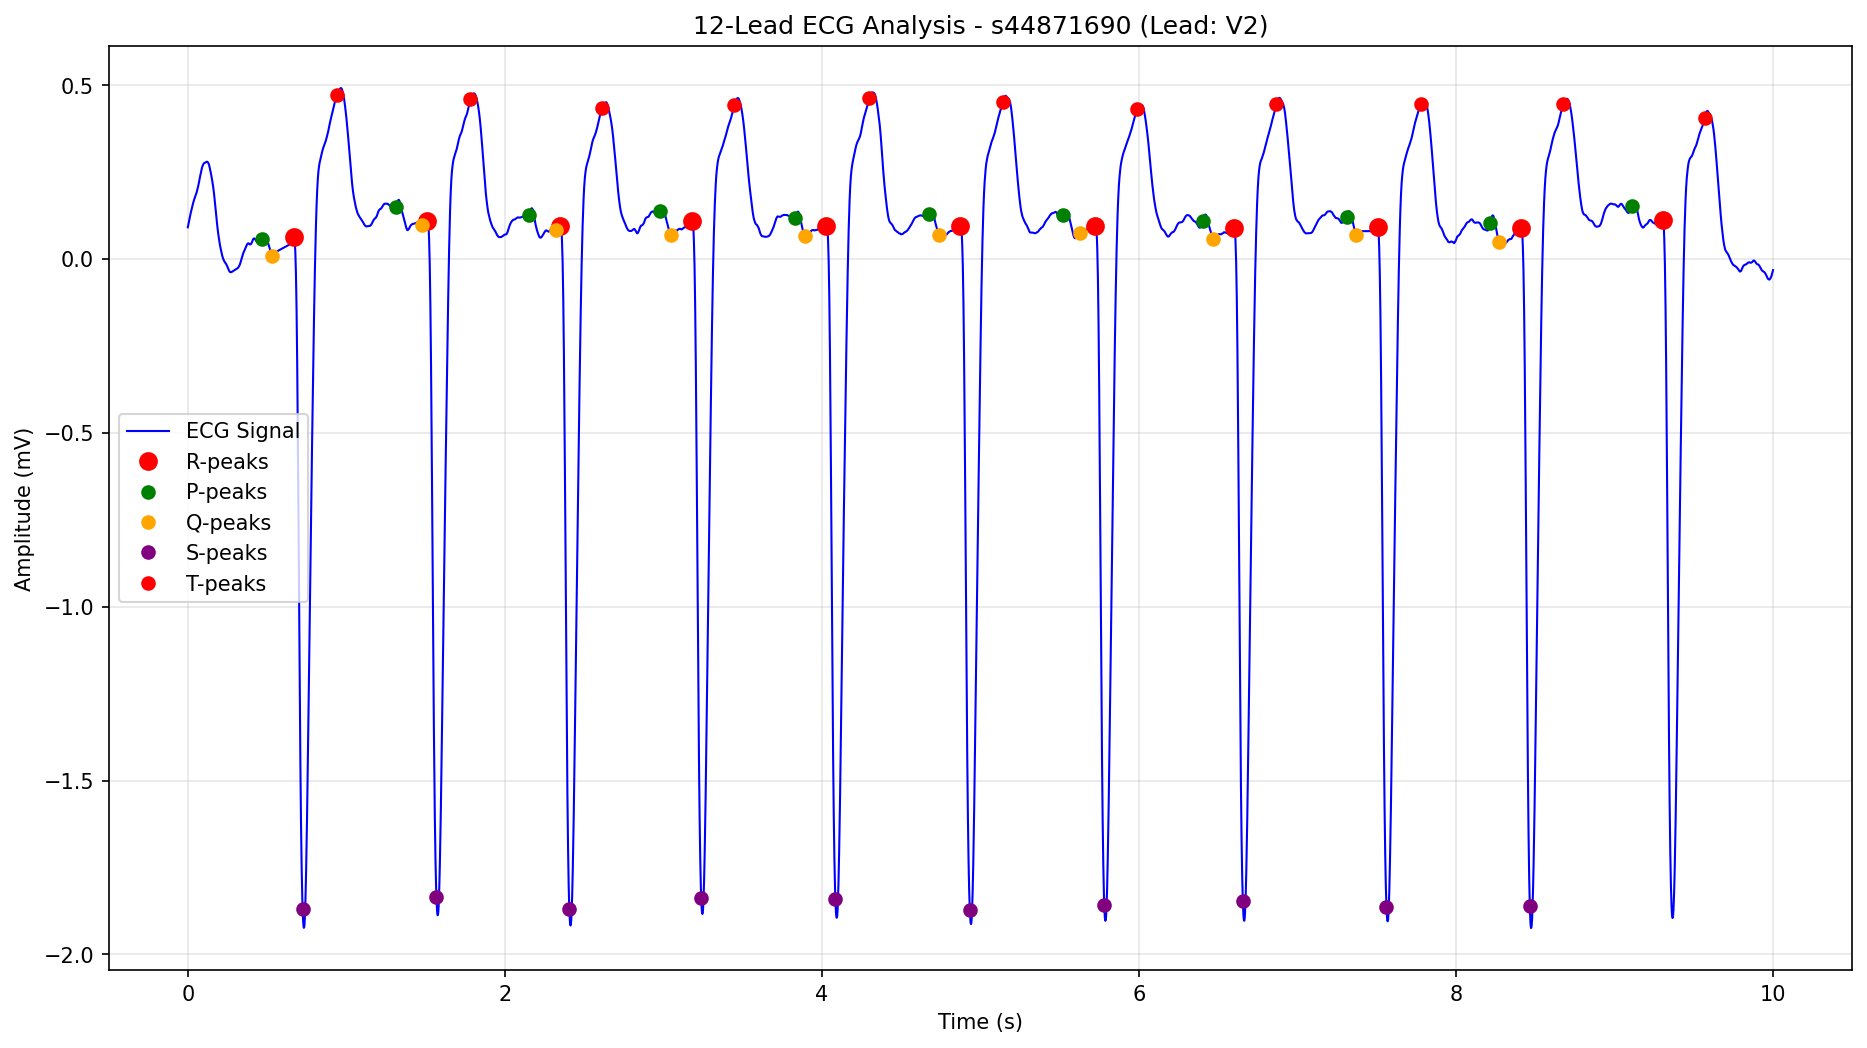 12-Lead ECG Analysis - s44871690 (Lead: V2)
0.5
0.0
−0.5
−1.0
−1.5
−2.0
Amplitude (mV)
ECG Signal
R-peaks
P-peaks
Q-peaks
S-peaks
T-peaks
0 2 4 6 8 10
Time (s)